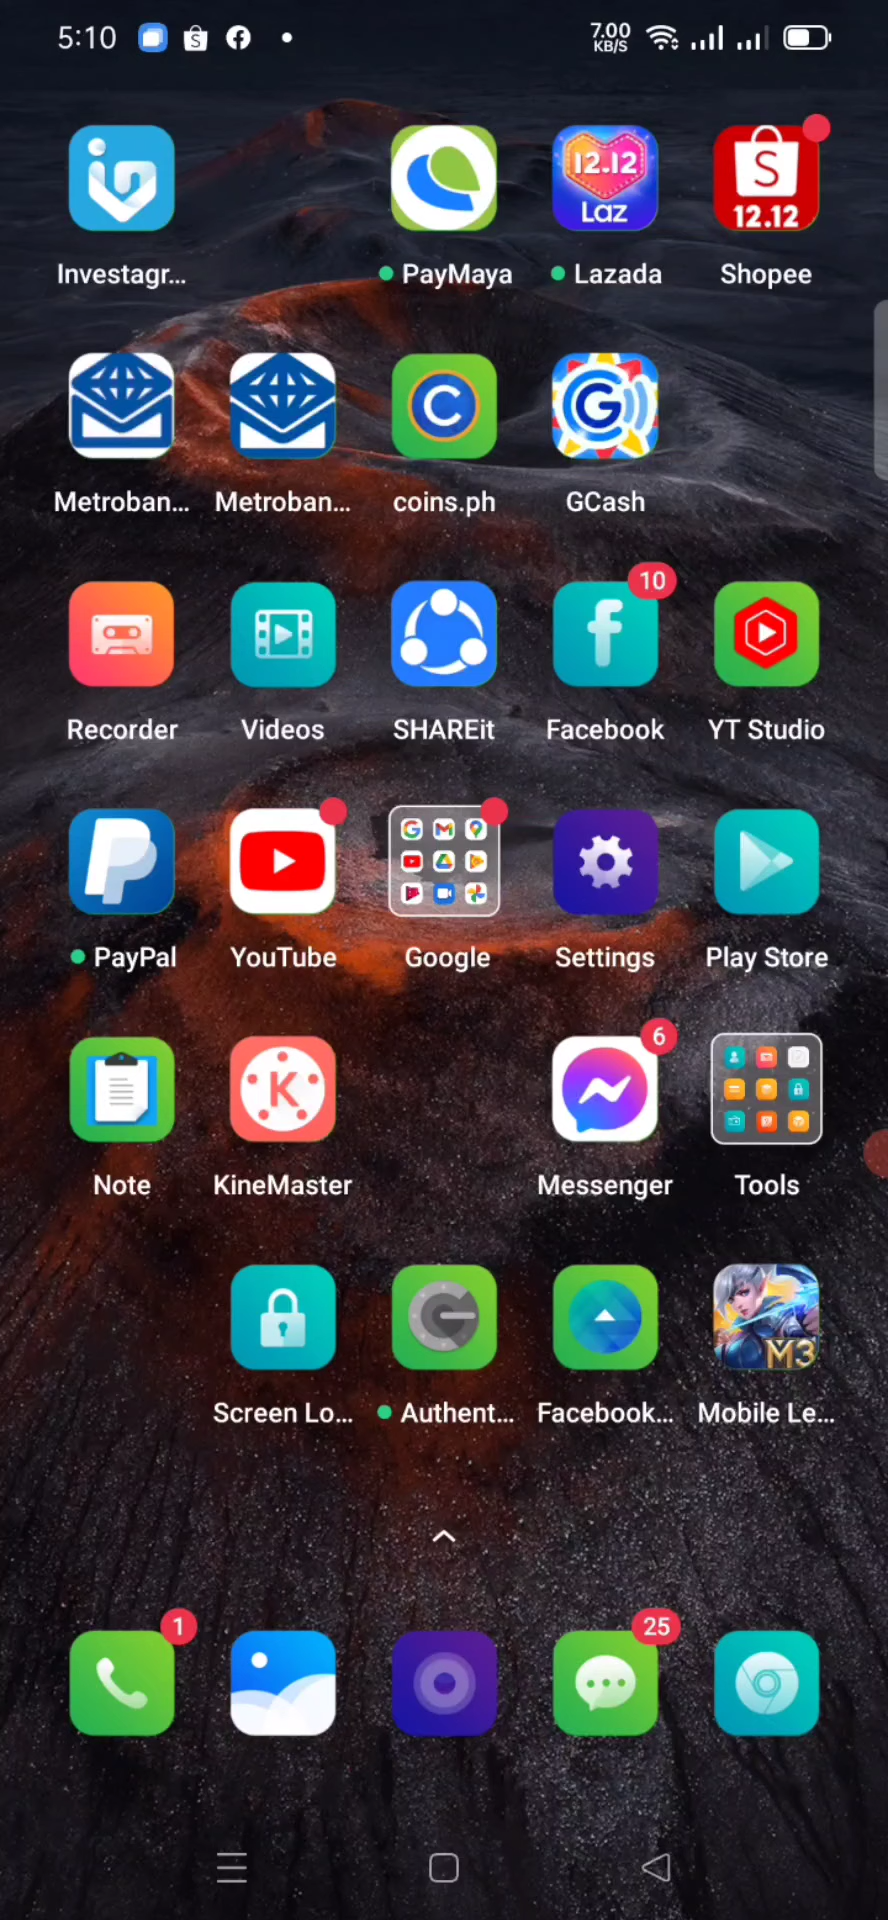 5:10
7.00
KB/S
12.12
Laz
12.12
Investagr...
PayMaya
Lazada
Shopee
Metroban...
Metroban...
coins.ph
GCash
10
Recorder
Videos
SHAREit
Facebook
YT Studio
PayPal
YouTube
Google
Settings
Play Store
6
Note
KineMaster
Messenger
Tools
M3
Screen Lo...
Authent...
Facebook...
Mobile Le...
1
25